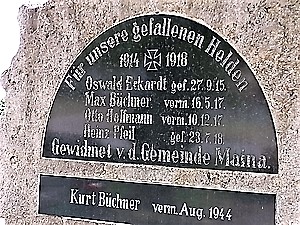 Für unsere gefallenen Helden
1914 1918
Oswald Eckardt gef. 27.9.15.
Max Büchner verm. 16.5.17.
Otto Hoffmann verm. 10.12.17.
Heinz Pfeil gef. 23.7.18.
Gewidmet v. d. Gemeinde Maina.
Kurt Büchner verm. Aug. 1944